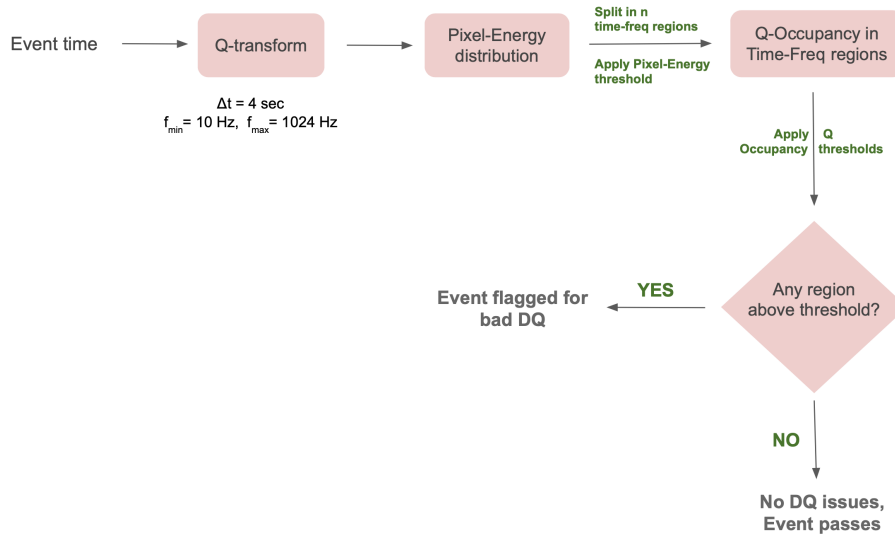 Event time
Q-transform
Δt = 4 sec
fmin= 10 Hz, fmax= 1024 Hz
Pixel-Energy
distribution
Split in n
time-freq regions
Apply Pixel-Energy
threshold
Q-Occupancy in
Time-Freq regions
Apply Q
Occupancy thresholds
Any region
above threshold?
YES
Event flagged for
bad DQ
NO
No DQ issues,
Event passes